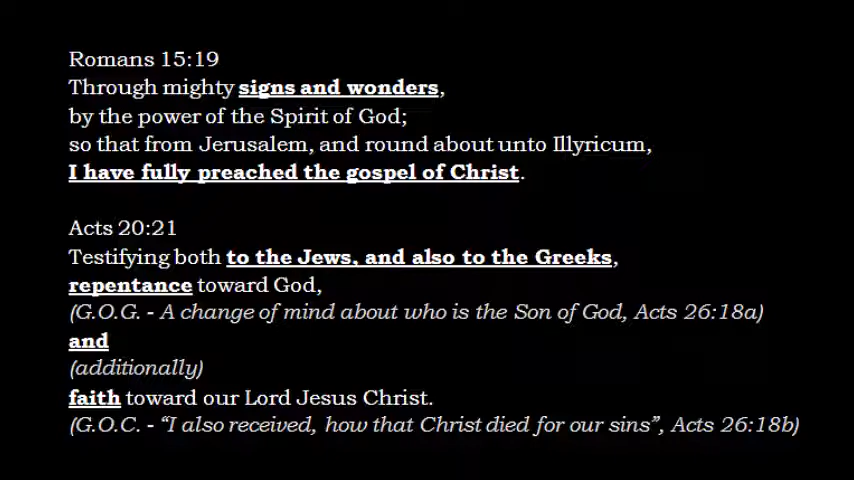 Romans 15:19
Through mighty signs and wonders,
by the power of the Spirit of God;
so that from Jerusalem, and round about unto Illyricum,
I have fully preached the gospel of Christ.
Acts 20:21
Testifying both to the Jews, and also to the Greeks,
repentance toward God,
(G.O.G. - A change of mind about who is the Son of God, Acts 26:18a)
and
(additionally)
faith toward our Lord Jesus Christ.
(G.O.C. - “I also received, how that Christ died for our sins”, Acts 26:18b)